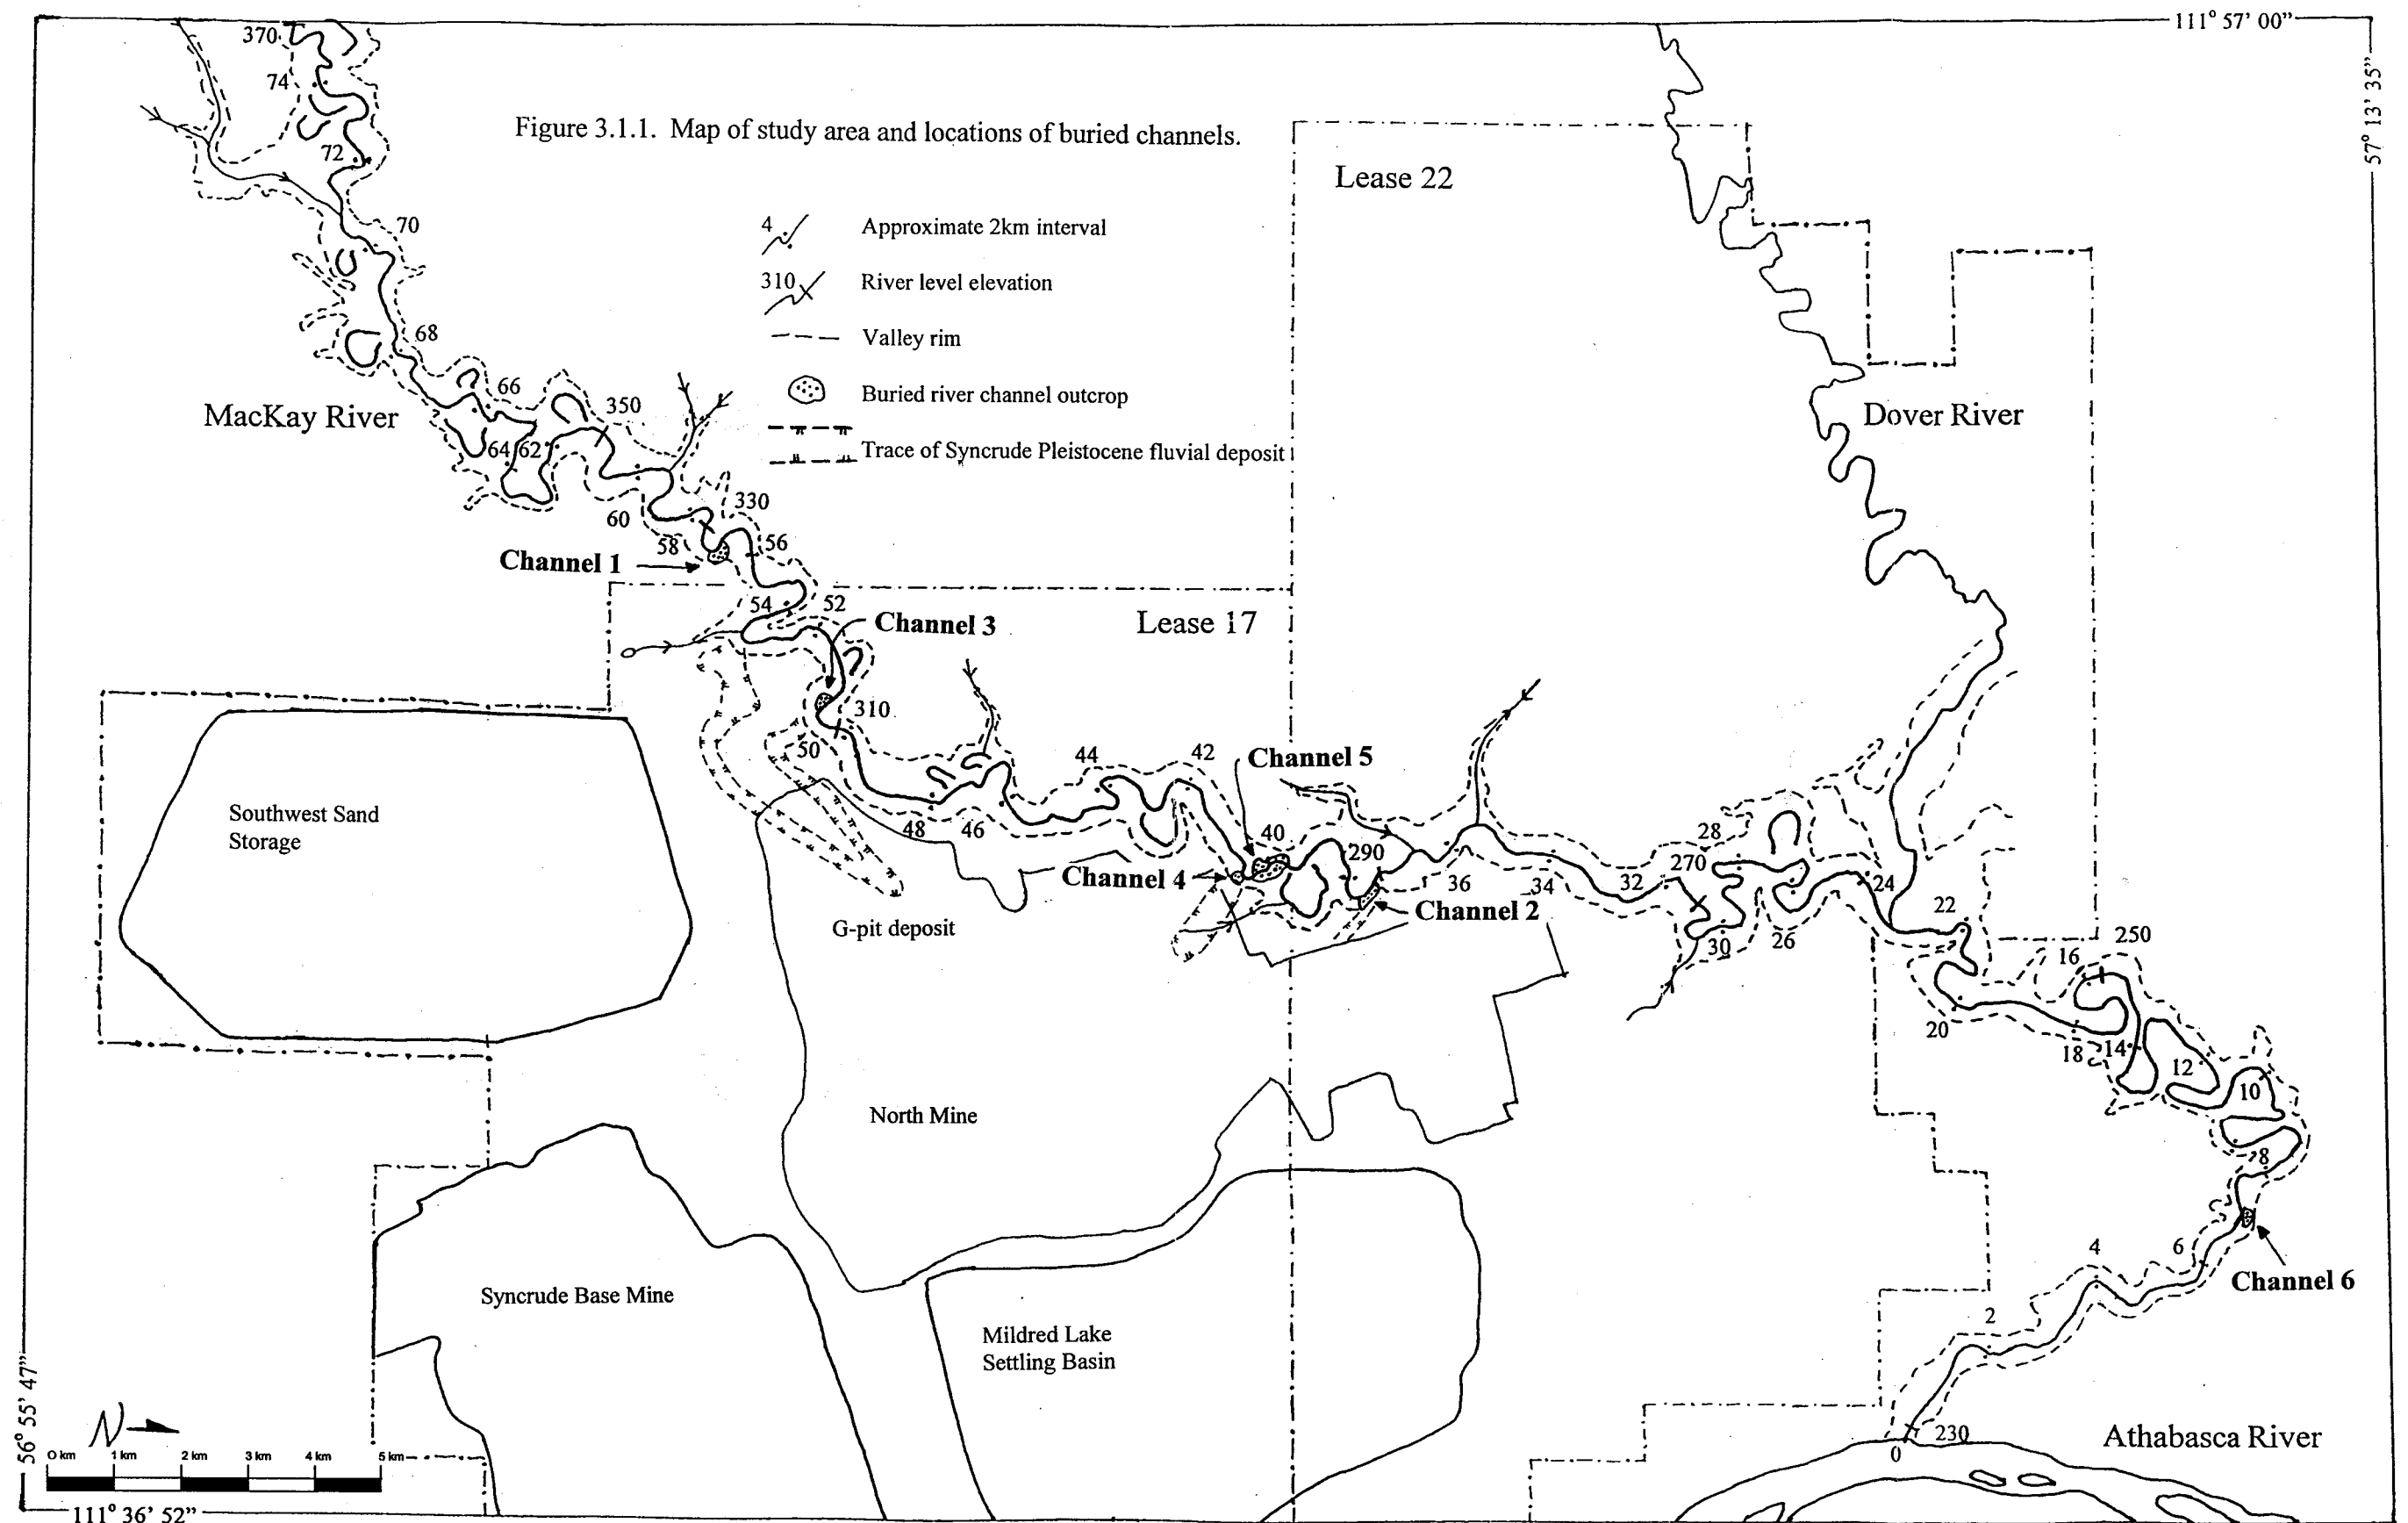 111° 57' 00”
57° 13' 35”
370
74
72
70
68
66
350
64
62
60
58
330
56
54
52
Figure 3.1.1. Map of study area and locations of buried channels.
4
Approximate 2km interval
310
River level elevation
Valley rim
Buried river channel outcrop
Trace of Syncrude Pleistocene fluvial deposit
Lease 22
MacKay River
Dover River
Channel 1
Channel 3
Lease 17
310
50
48
46
44
42
Channel 5
40
290
Channel 4
Channel 2
36
34
32
270
28
30
26
24
22
250
16
20
18
14
12
10
8
6
4
2
Southwest Sand
Storage
G-pit deposit
North Mine
Syncrude Base Mine
Mildred Lake
Settling Basin
Channel 6
Athabasca River
230
0
N
0 km
1 km
2 km
3 km
4 km
5 km
56° 55' 47”
111° 36' 52”